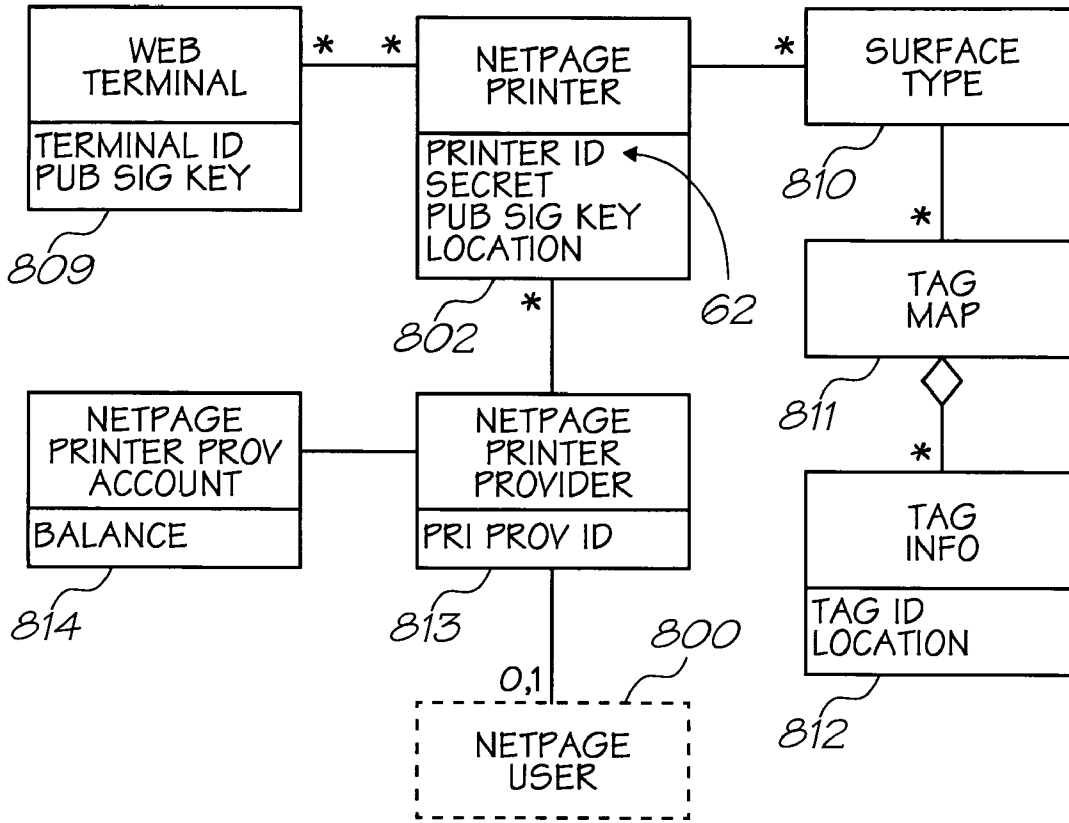 WEB
TERMINAL
TERMINAL ID
PUB SIG KEY
809
*
*
NETPAGE
PRINTER
PRINTER ID
SECRET
PUB SIG KEY
LOCATION
802
62
*
*
SURFACE
TYPE
810
*
TAG
MAP
811
*
TAG
INFO
TAG ID
LOCATION
812
NETPAGE
PRINTER PROV
ACCOUNT
BALANCE
814
NETPAGE
PRINTER
PROVIDER
PRI PROV ID
813
800
0,1
NETPAGE
USER